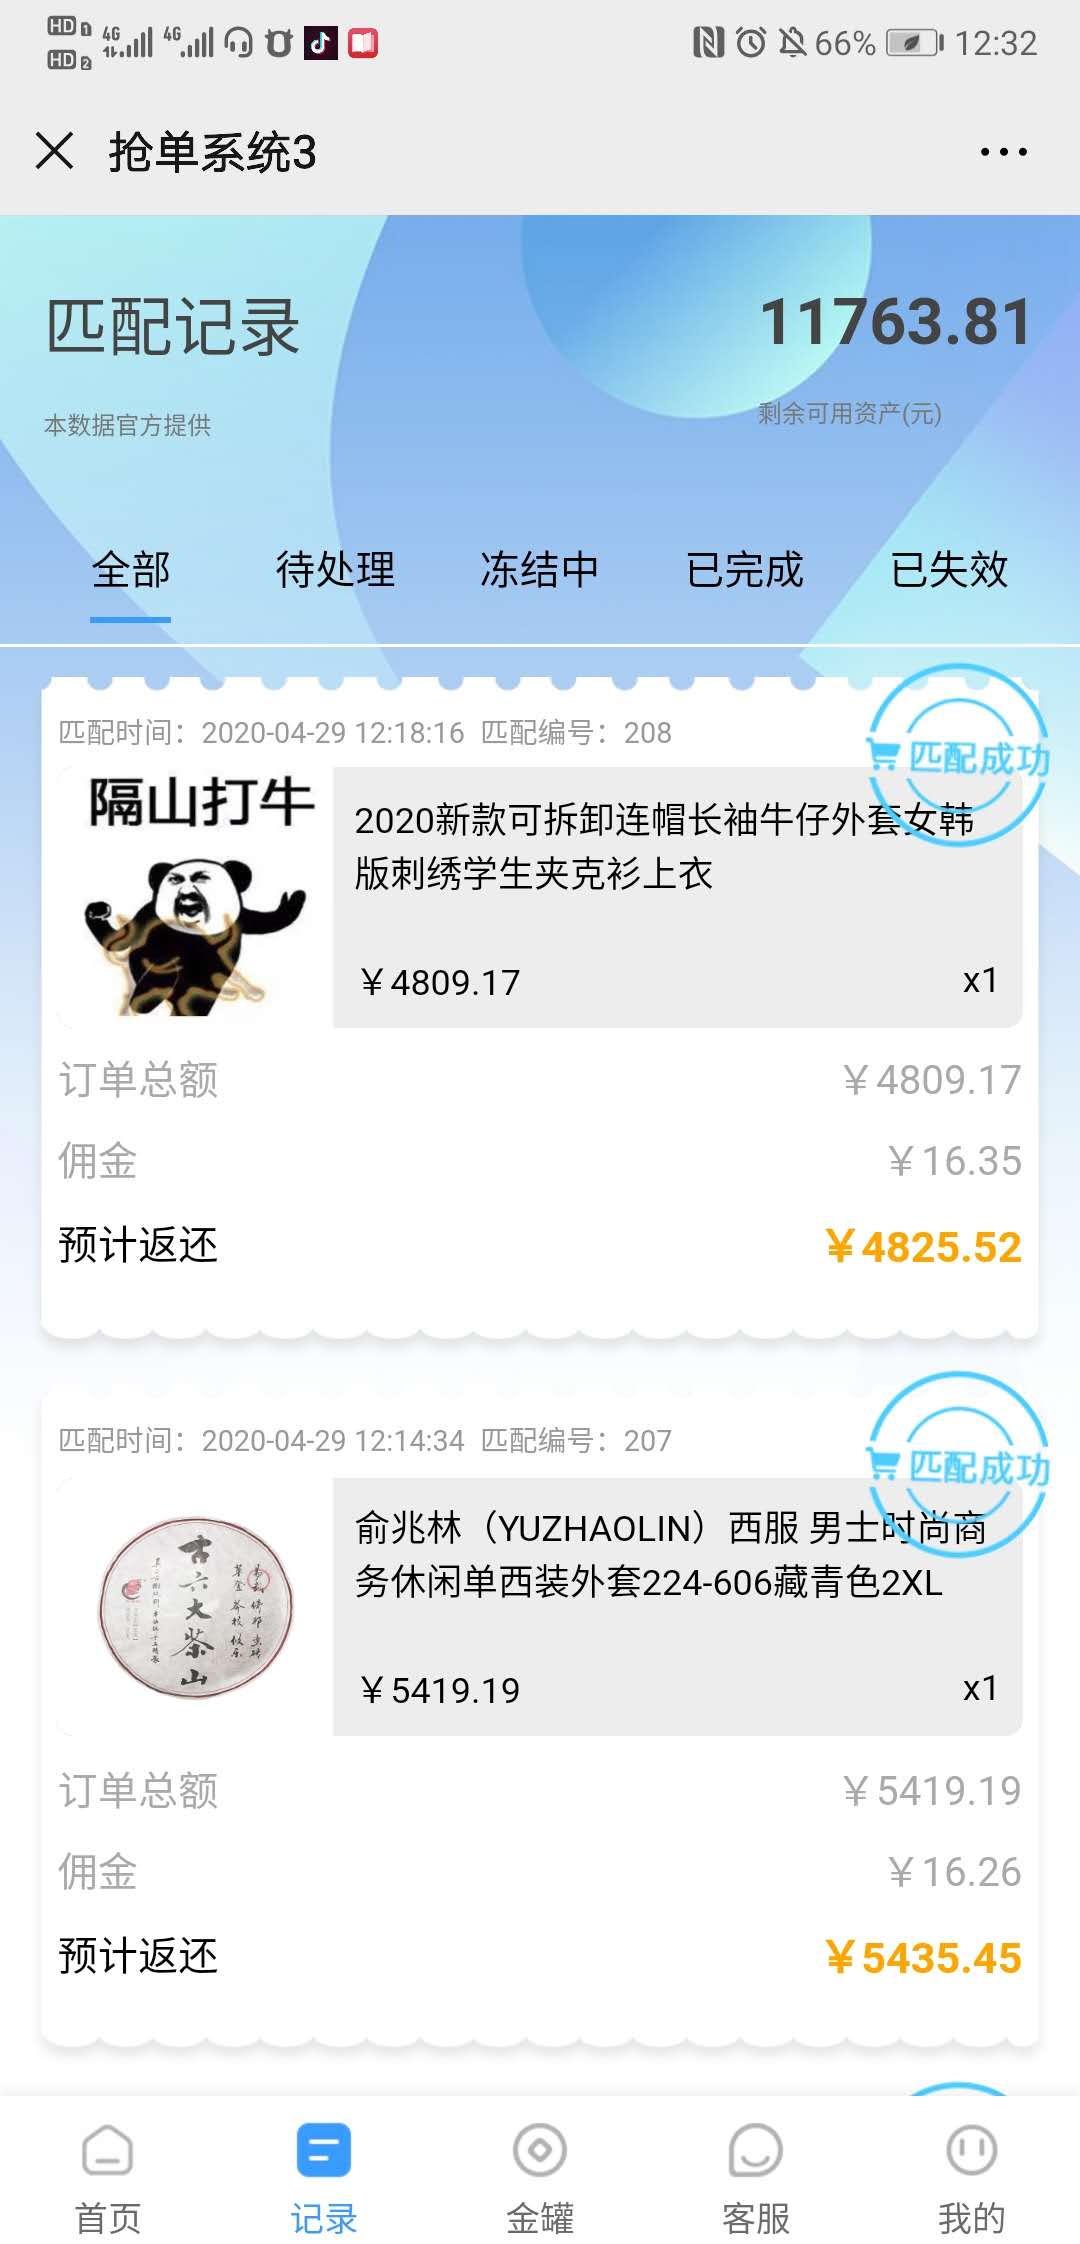 HD 1 4G 4G 66% 12:32
HD 2
抢单系统3
匹配记录
11763.81
本数据官方提供
剩余可用资产(元)
全部 待处理 冻结中 已完成 已失效
匹配时间：2020-04-29 12:18:16 匹配编号：208
匹配成功
隔山打牛
2020新款可拆卸连帽长袖牛仔外套女韩
版刺绣学生夹克衫上衣
￥4809.17 x1
订单总额 ￥4809.17
佣金 ￥16.35
预计返还 ￥4825.52
匹配时间：2020-04-29 12:14:34 匹配编号：207
匹配成功
古六大茶山
俞兆林（YUZHAOLIN）西服 男士时尚商
务休闲单西装外套224-606藏青色2XL
￥5419.19 x1
订单总额 ￥5419.19
佣金 ￥16.26
预计返还 ￥5435.45
首页 记录 金罐 客服 我的